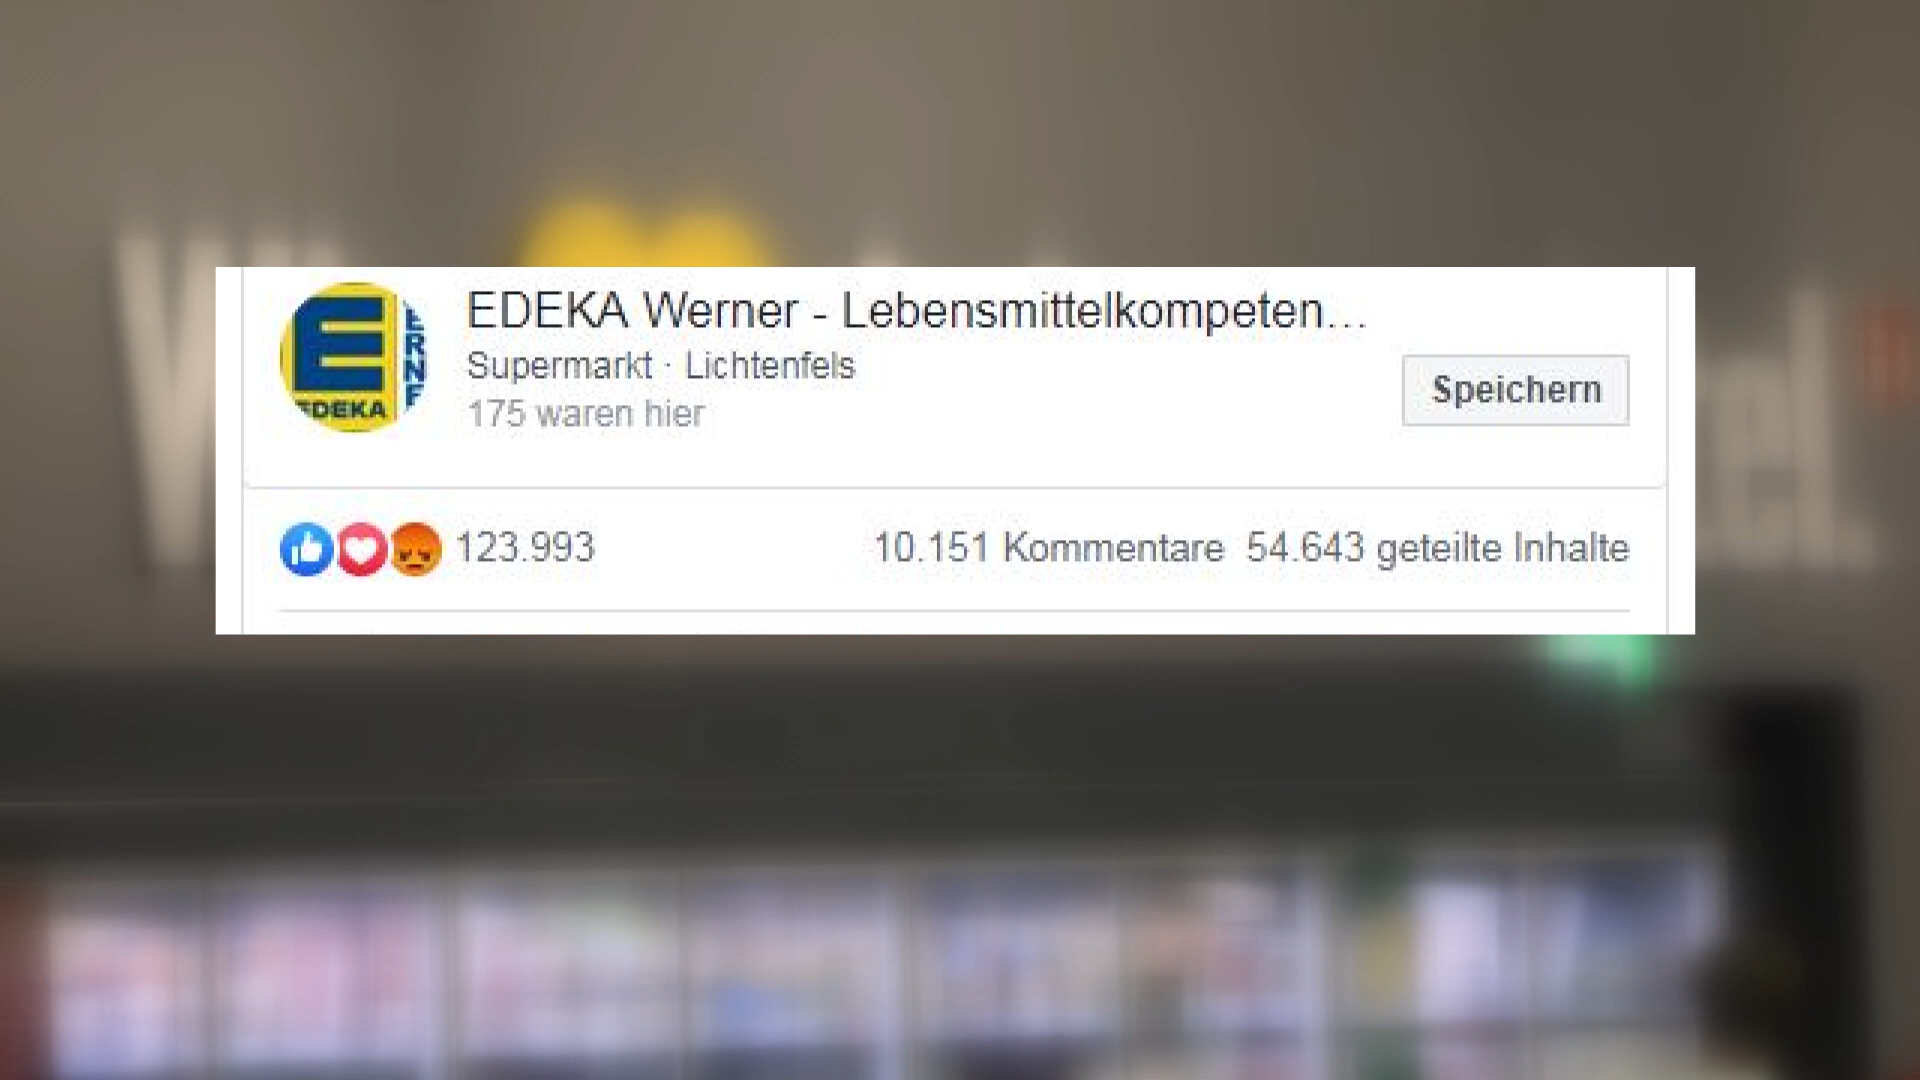 EDEKA Werner - Lebensmittelkompeten...
Supermarkt · Lichtenfels
175 waren hier
Speichern
EDEKA
123.993
10.151 Kommentare 54.643 geteilte Inhalte